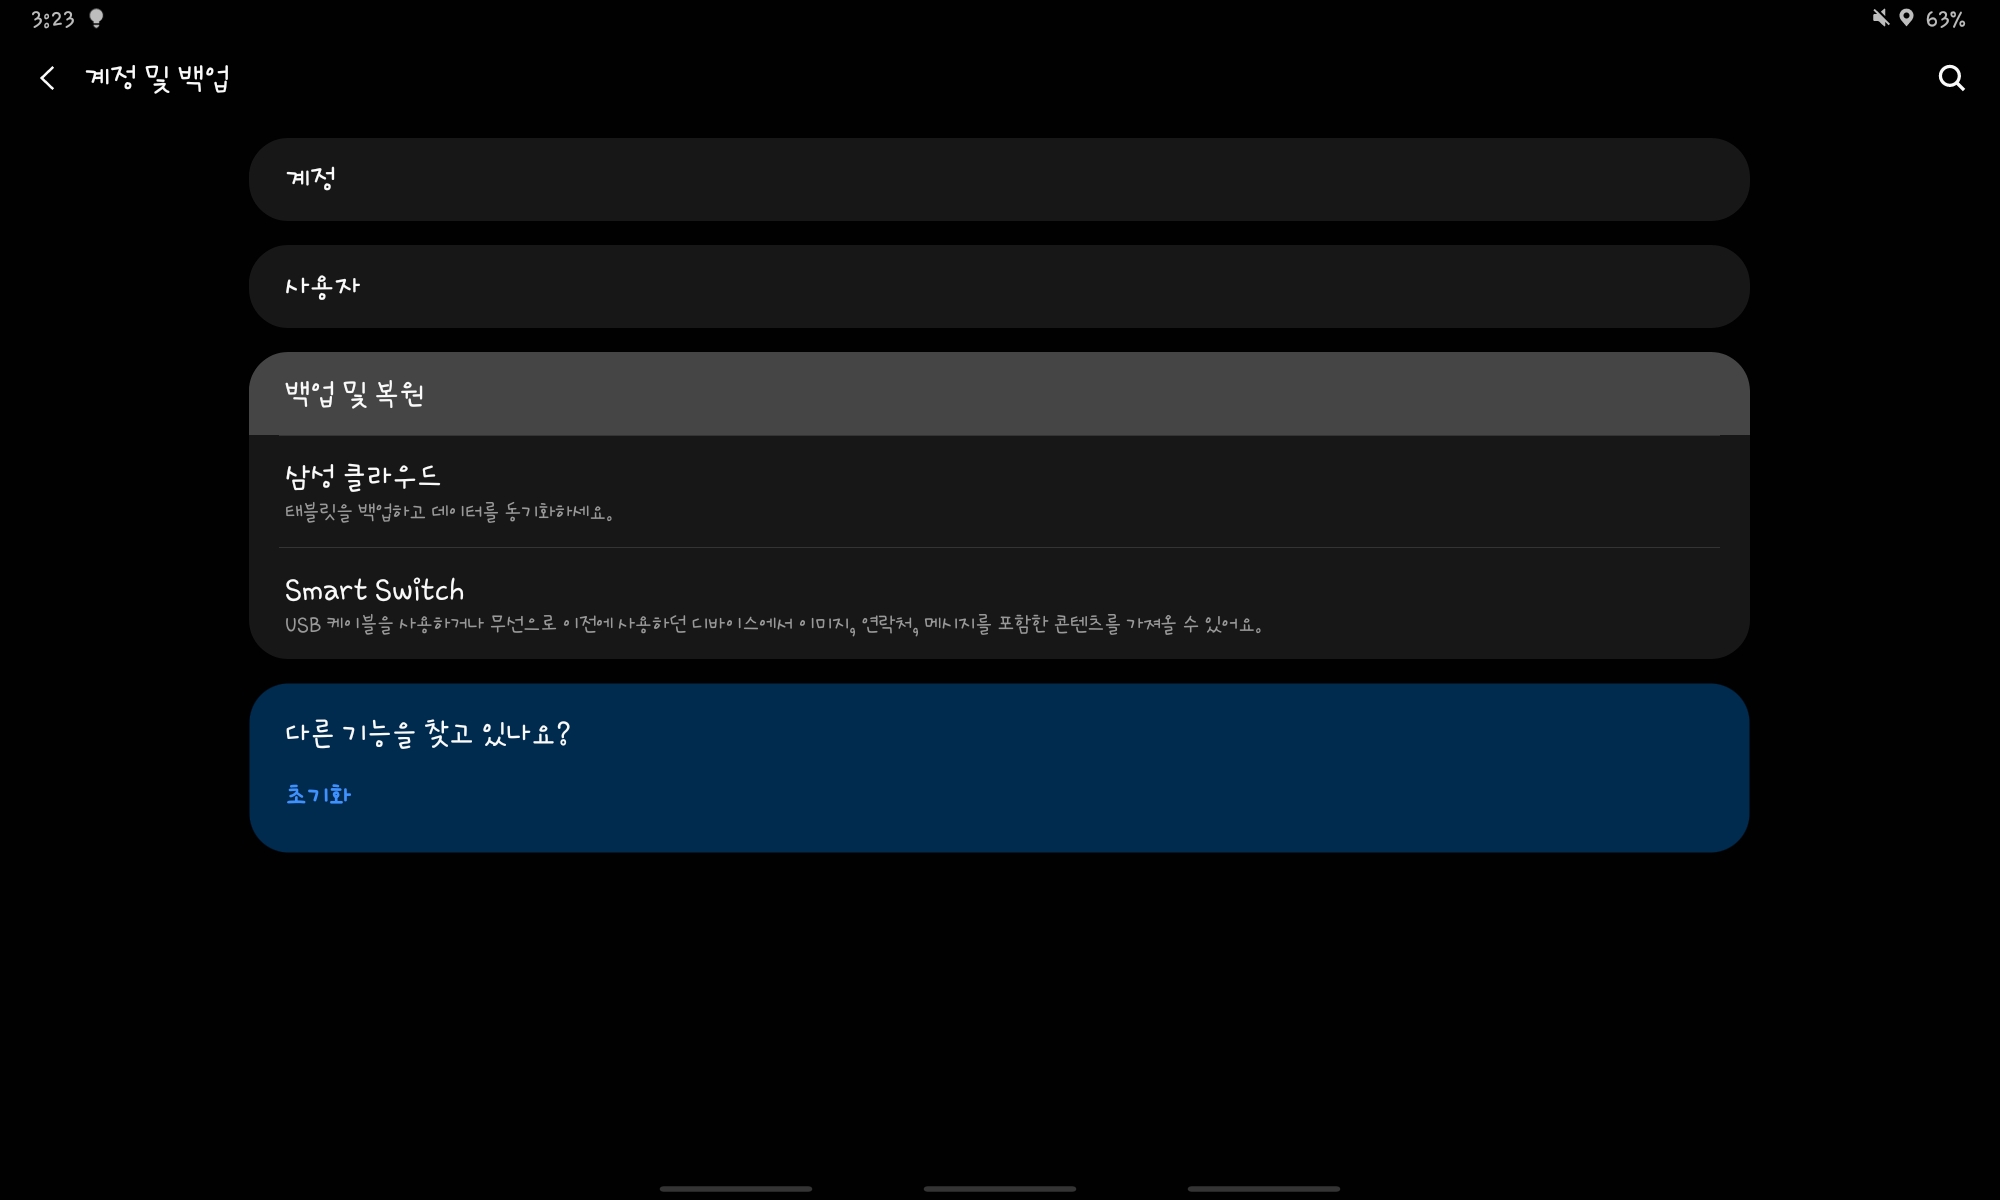 3:23
63%
계정 및 백업
계정
사용자
백업 및 복원
삼성 클라우드
태블릿을 백업하고 데이터를 동기화하세요.
Smart Switch
USB 케이블을 사용하거나 무선으로 이전에 사용하던 디바이스에서 이미지, 연락처, 메시지를 포함한 콘텐츠를 가져올 수 있어요.
다른 기능을 찾고 있나요?
초기화